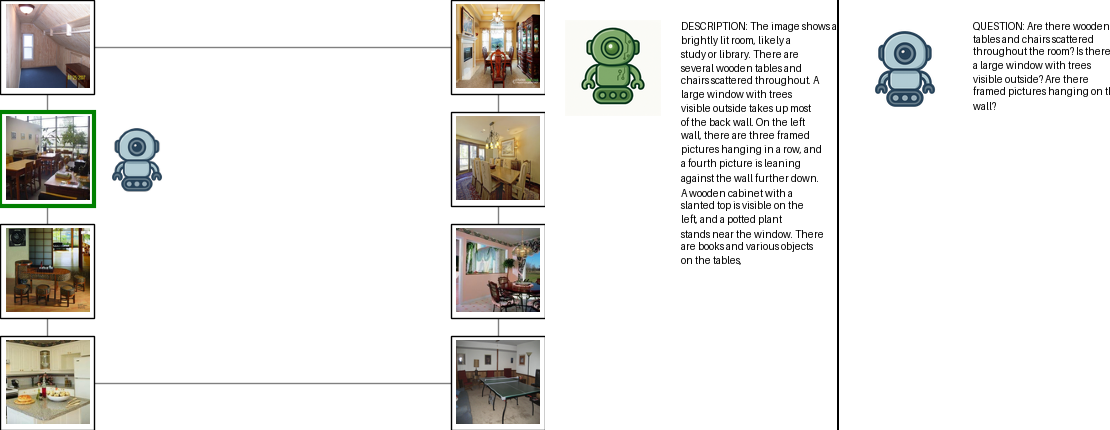 DESCRIPTION: The image shows a
brightly lit room, likely a
study or library. There are
several wooden tables and
chairs scattered throughout. A
large window with trees
visible outside takes up most
of the back wall. On the left
wall, there are three framed
pictures hanging in a row, and
a fourth picture is leaning
against the wall further down.
A wooden cabinet with a
slanted top is visible on the
left, and a potted plant
stands near the window. There
are books and various objects
on the tables,
QUESTION: Are there wooden
tables and chairs scattered
throughout the room? Is there
a large window with trees
visible outside? Are there
framed pictures hanging on
wall?